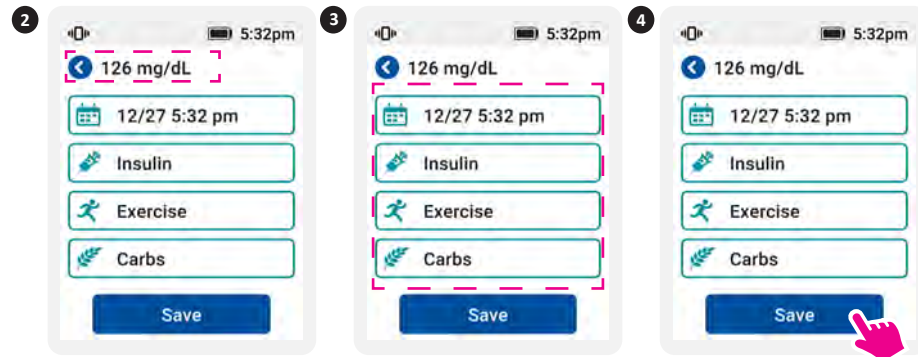 2
5:32pm
126 mg/dL
12/27 5:32 pm
Insulin
Exercise
Carbs
Save
3
5:32pm
126 mg/dL
12/27 5:32 pm
Insulin
Exercise
Carbs
Save
4
5:32pm
126 mg/dL
12/27 5:32 pm
Insulin
Exercise
Carbs
Save